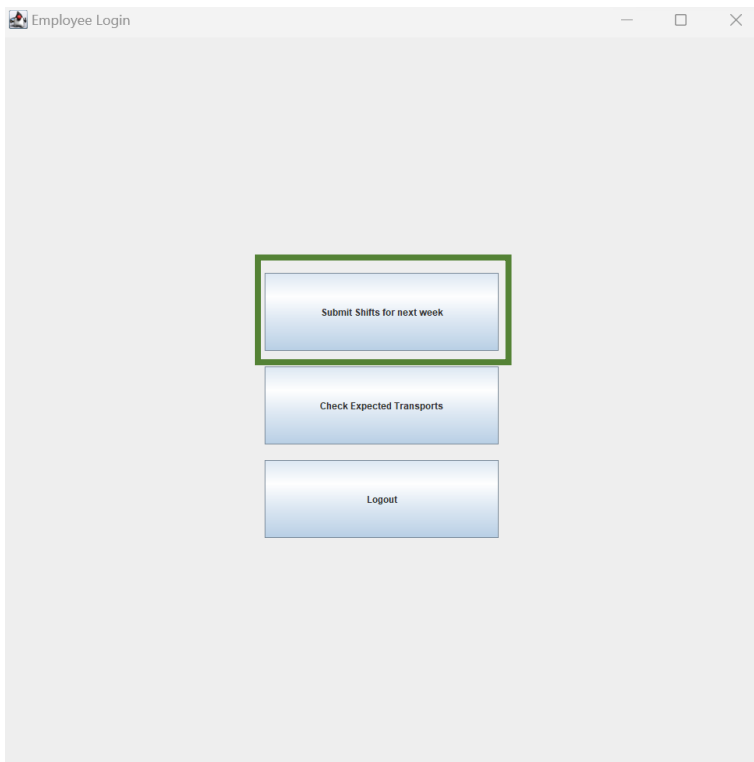 Employee Login
Submit Shifts for next week
Check Expected Transports
Logout